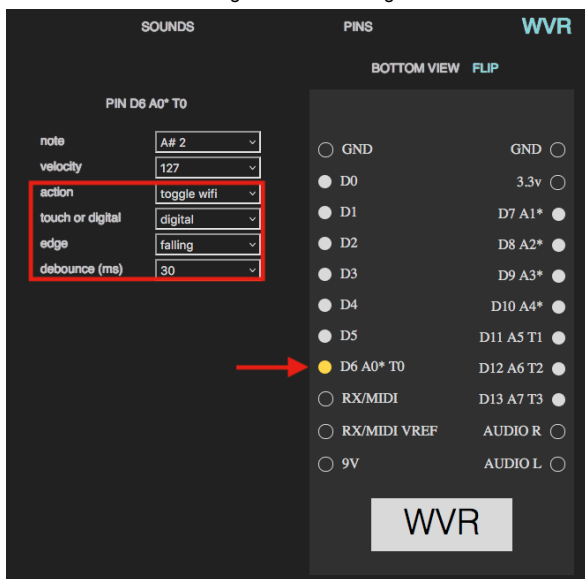 SOUNDS PINS WVR
BOTTOM VIEW FLIP
PIN D6 A0* T0
note A# 2
velocity 127
action toggle wifi
touch or digital digital
edge falling
debounce (ms) 30
GND GND
D0 3.3v
D1 D7 A1*
D2 D8 A2*
D3 D9 A3*
D4 D10 A4*
D5 D11 A5 T1
D6 A0* T0 D12 A6 T2
RX/MIDI D13 A7 T3
RX/MIDI VREF AUDIO R
9V AUDIO L
WVR